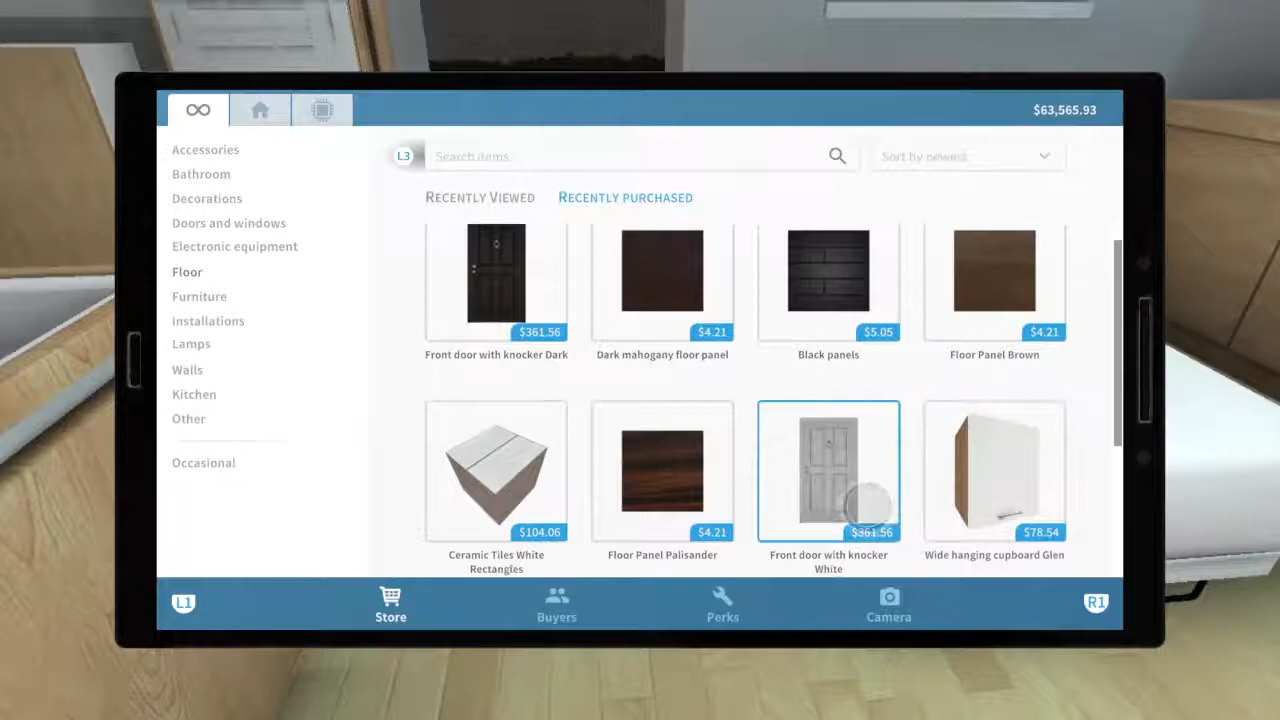 $63,565.93
Accessories
Bathroom
Decorations
Doors and windows
Electronic equipment
Floor
Furniture
Installations
Lamps
Walls
Kitchen
Other
Occasional
L3
Search items.
Sort by newest
RECENTLY VIEWED
RECENTLY PURCHASED
$361.56
Front door with knocker Dark
$4.21
Dark mahogany floor panel
$5.05
Black panels
$4.21
Floor Panel Brown
$104.06
Ceramic Tiles White
Rectangles
$4.21
Floor Panel Palisander
$361.56
Front door with knocker
White
$78.54
Wide hanging cupboard Glen
L1
Store
Buyers
Perks
Camera
R1